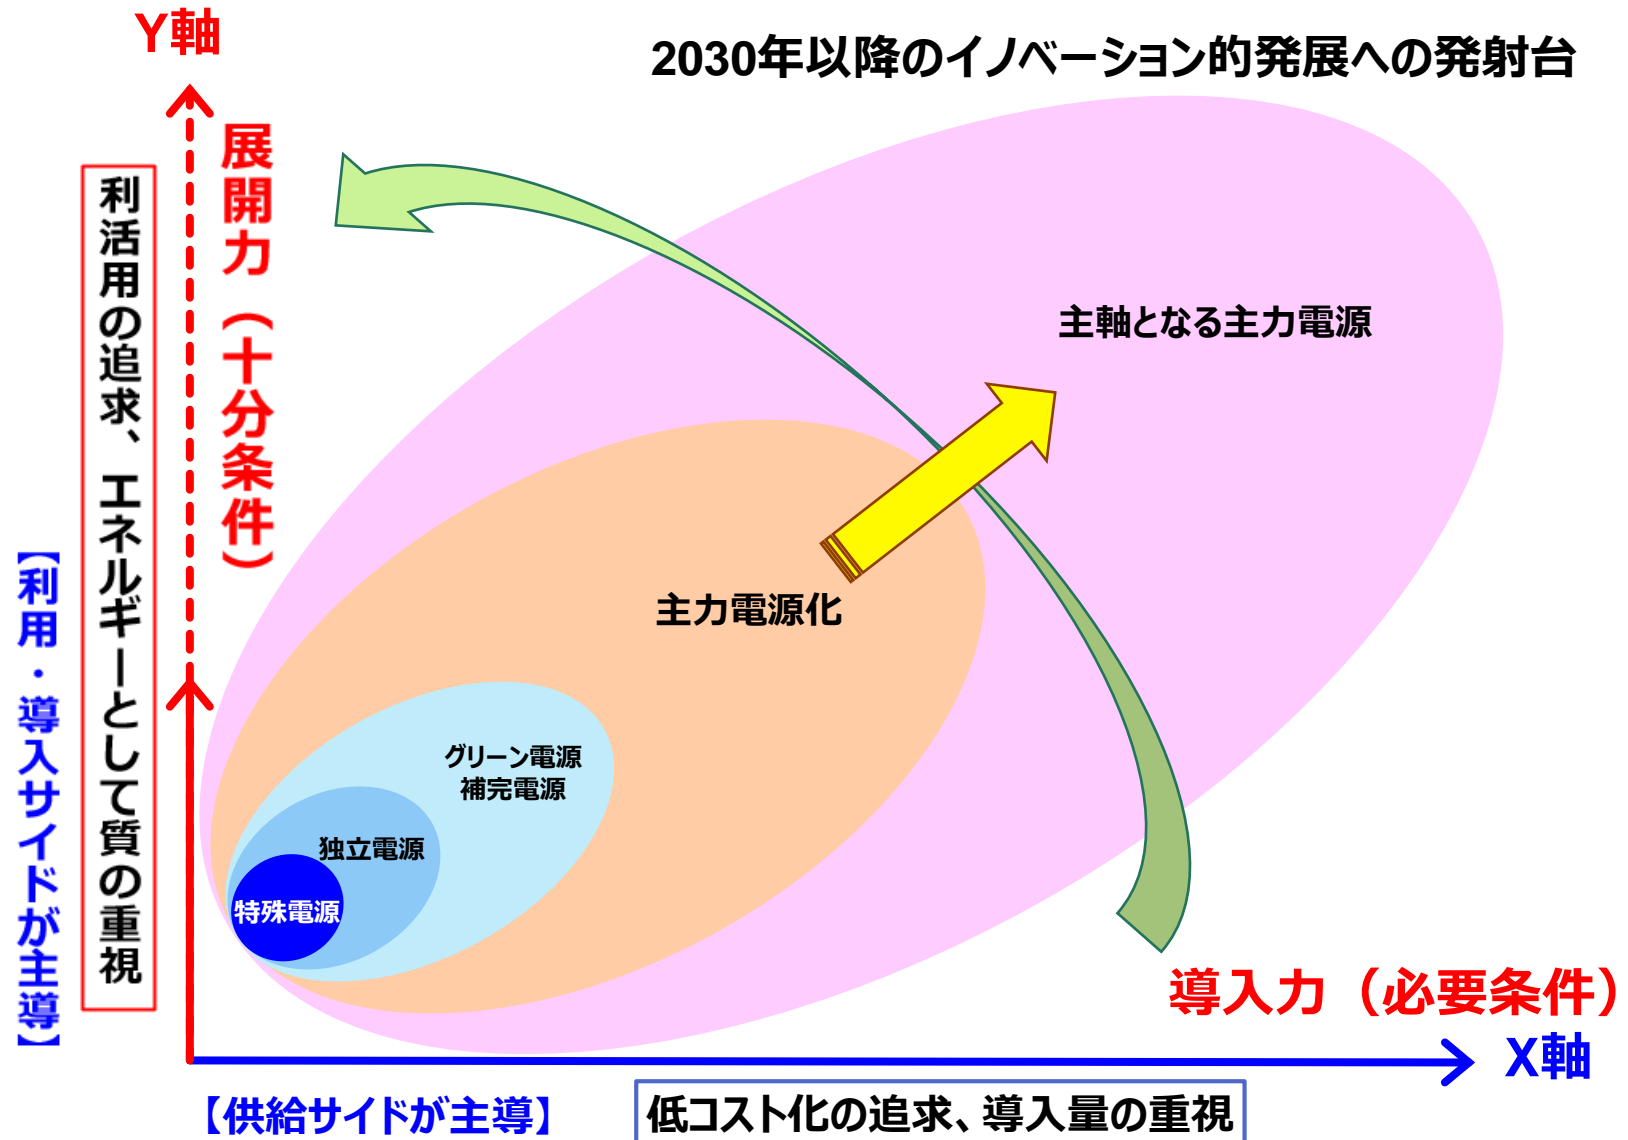 Y軸
2030年以降のイノベーション的発展への発射台
展開力（十分条件）
利活用の追求、エネルギーとして質の重視
【利用・導入サイドが主導】
主軸となる主力電源
主力電源化
グリーン電源
補完電源
独立電源
特殊電源
導入力（必要条件）
X軸
【供給サイドが主導】
低コスト化の追求、導入量の重視